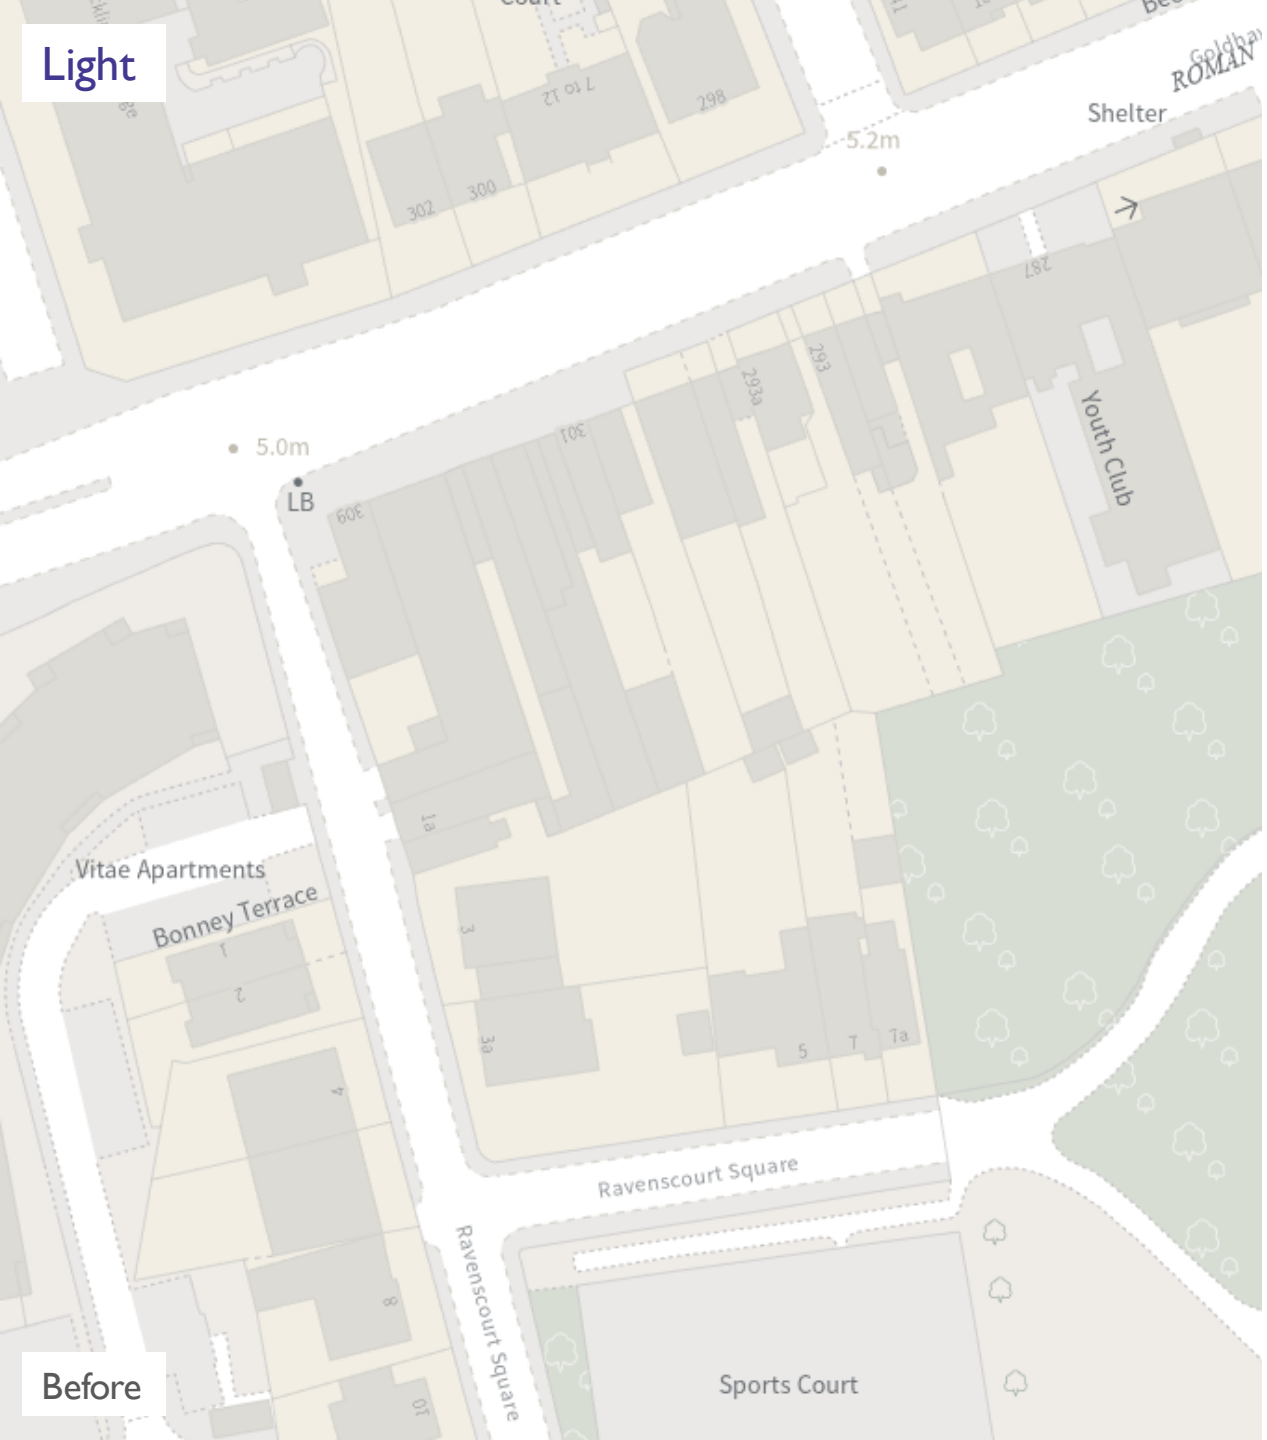 Light
Court
7 to 12
298
300
302
5.2m
Shelter
ROMAN
287
293
293a
Youth Club
301
5.0m
LB
309
1a
Vitae Apartments
Bonney Terrace
1
2
3
3a
4
5
7
7a
Ravenscourt Square
Ravenscourt Square
8
10
Sports Court
Before